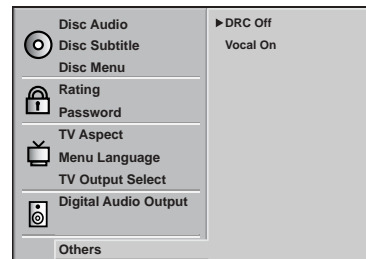 Disc Audio
Disc Subtitle
Disc Menu
Rating
Password
TV Aspect
Menu Language
TV Output Select
Digital Audio Output
Others
DRC Off
Vocal On